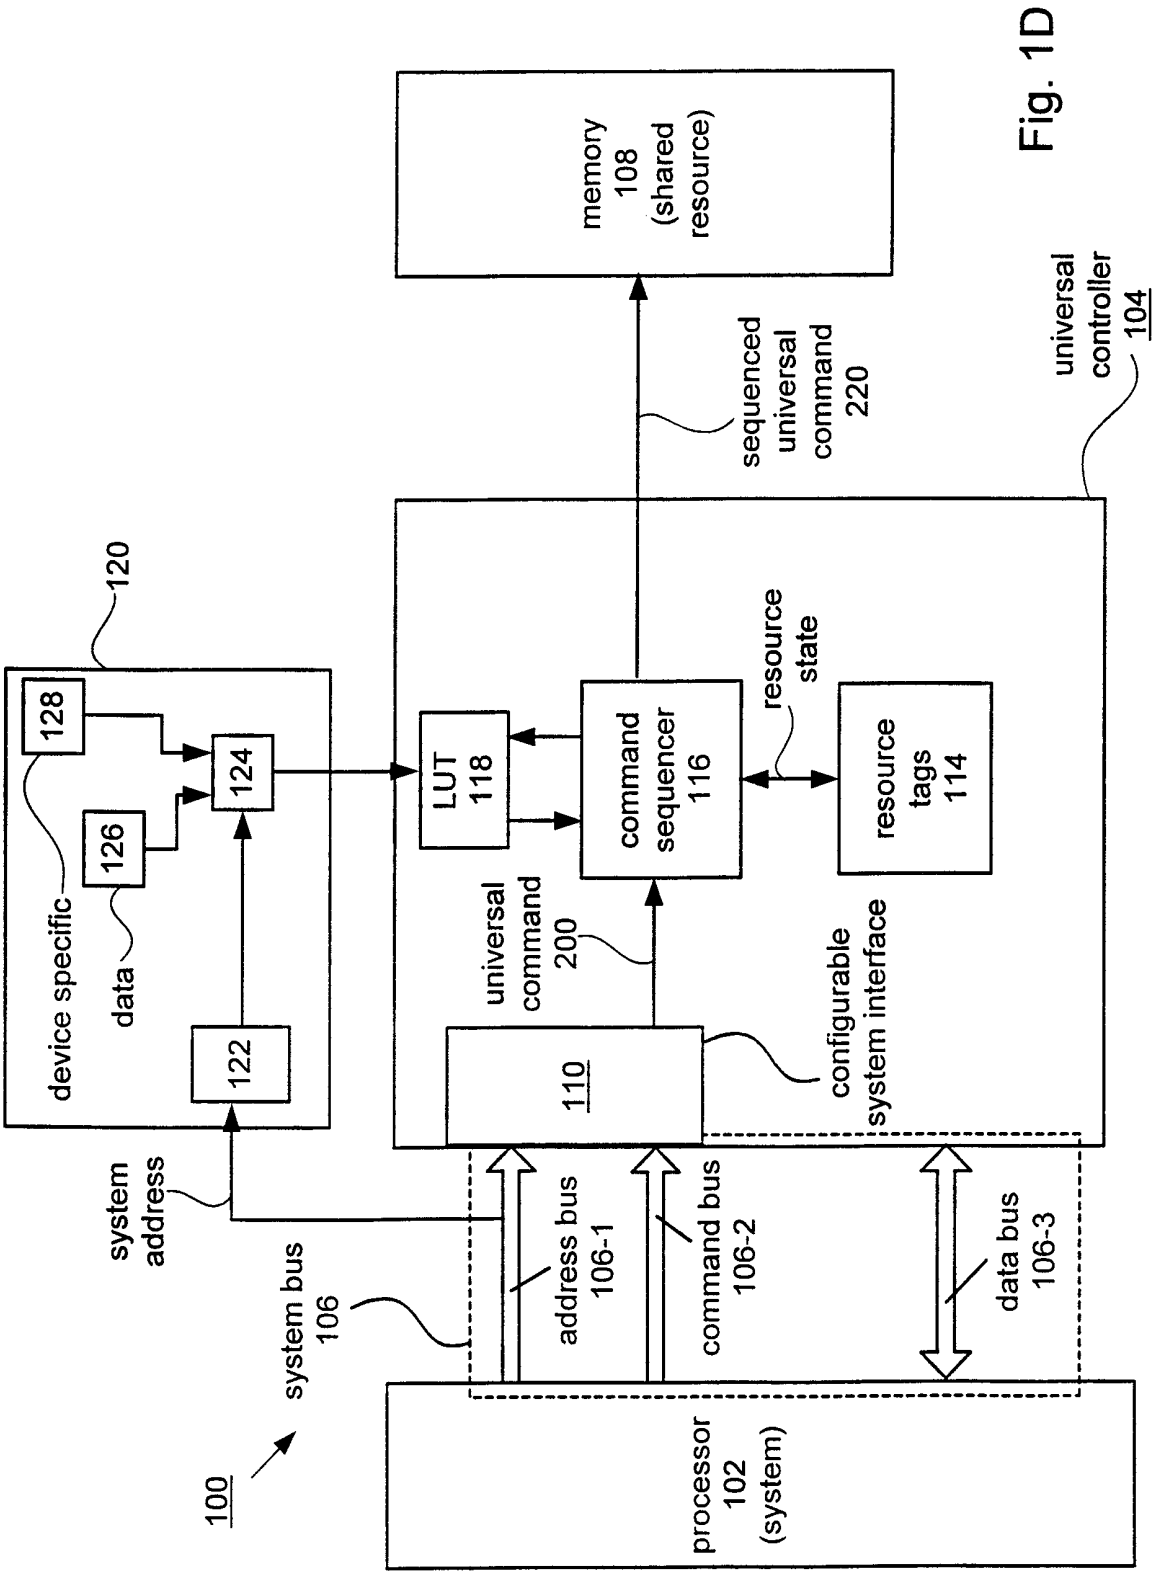 100
system bus
106
system
address
120
128
126
124
122
device specific
data
processor
102
(system)
address bus
106-1
command bus
106-2
data bus
106-3
110
configurable
system interface
universal
command
200
LUT
118
command
sequencer
116
resource
state
resource
tags
114
sequenced
universal
command
220
memory
108
(shared
resource)
universal
controller
104
Fig. 1D